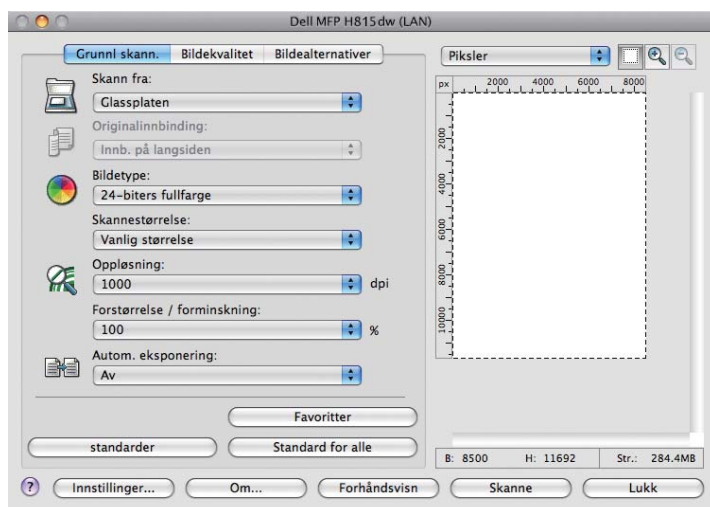 Dell MFP H815dw (LAN)
Grunnl skann. Bildekvalitet Bildealternativer
Skann fra:
Glassplaten
Originalinnbinding:
Innb. på langsiden
Bildetype:
24-biters fullfarge
Skannestørrelse:
Vanlig størrelse
Oppløsning:
1000 dpi
Forstørrelse / forminskning:
100 %
Autom. eksponering:
Av
Favoritter
standarder Standard for alle
Piksler
px 2000 4000 6000 8000
2000
4000
6000
8000
10000
B: 8500 H: 11692 Str.: 284.4MB
? Innstillinger... Om... Forhåndsvisn Skanne Lukk